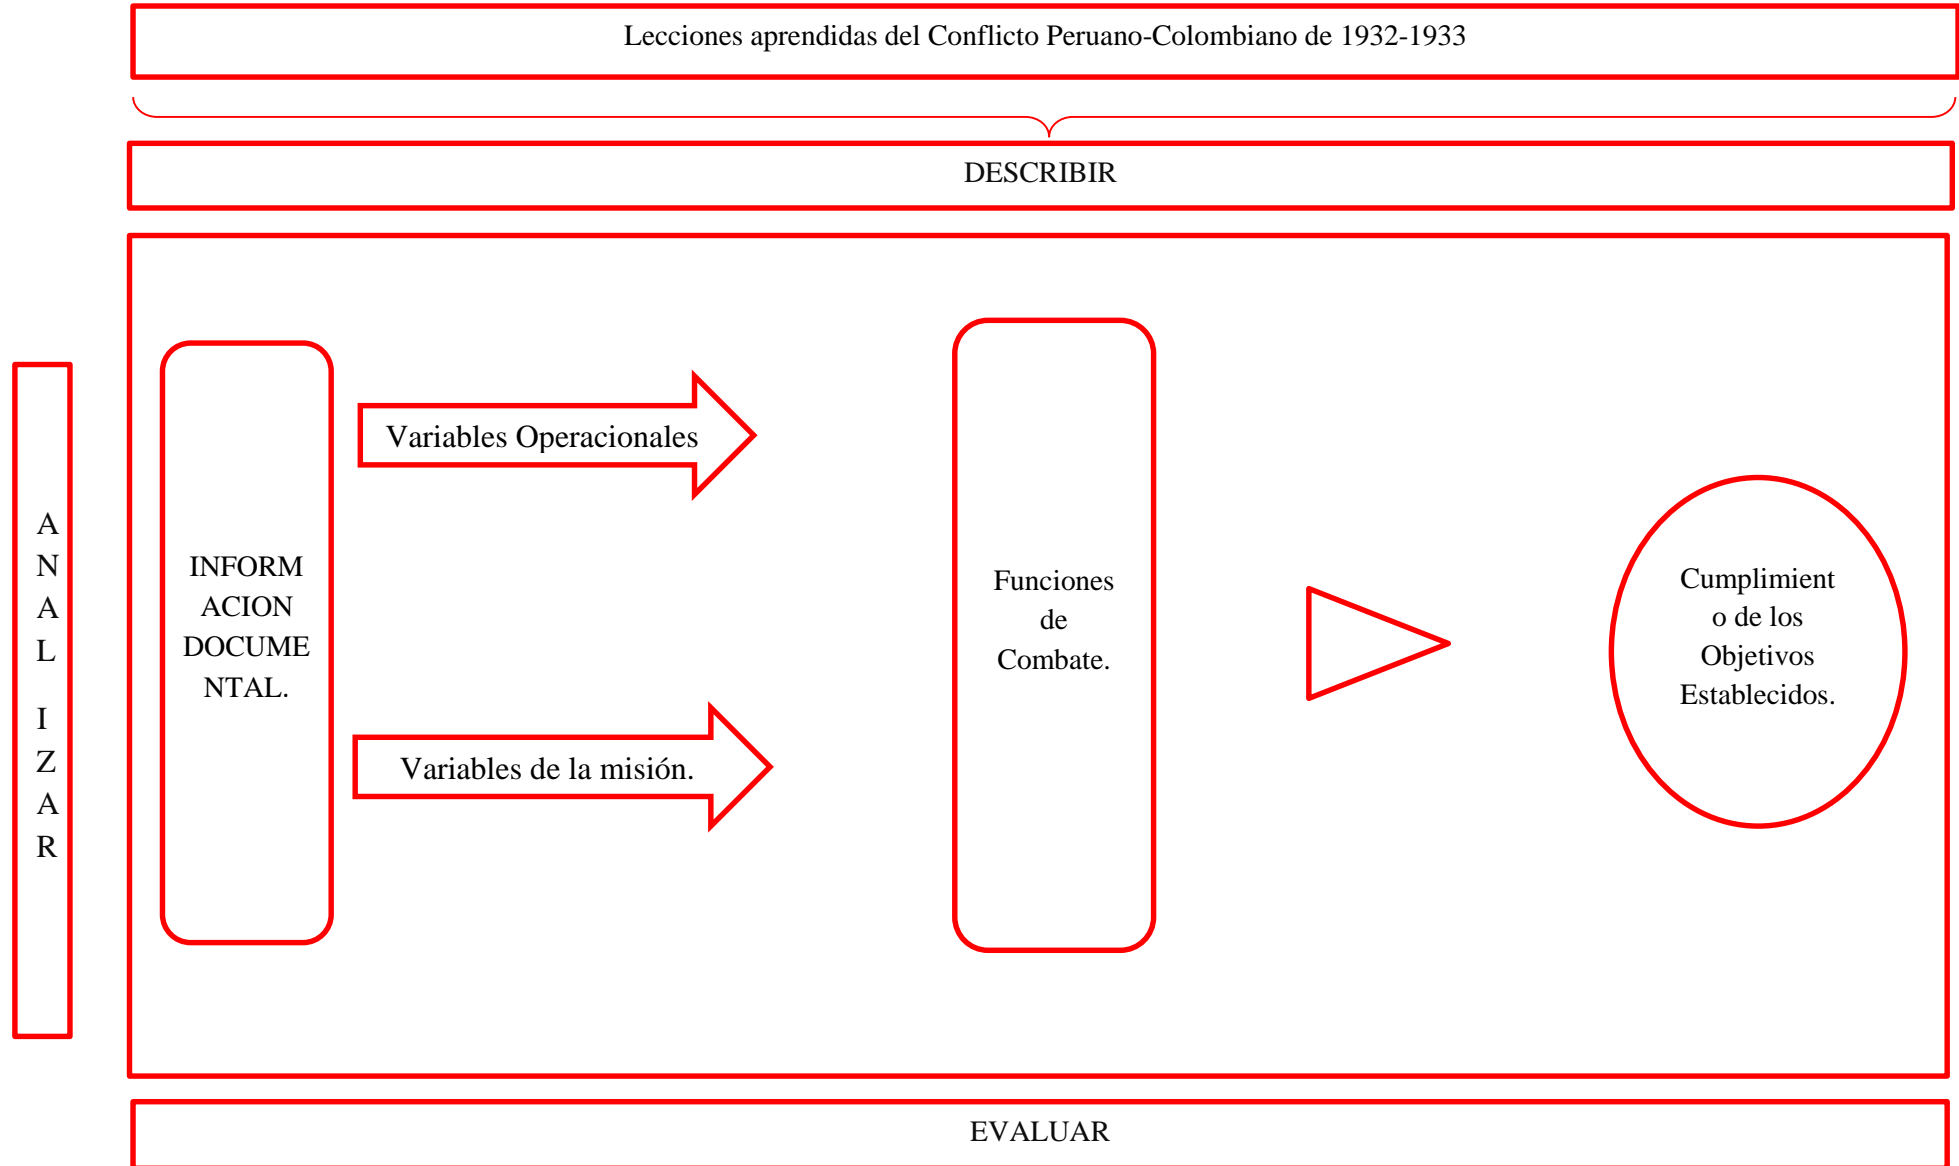 Lecciones aprendidas del Conflicto Peruano-Colombiano de 1932-1933
DESCRIBIR
A
N
A
L
I
Z
A
R
INFORM
ACION
DOCUME
NTAL.
Variables Operacionales
Variables de la misión.
Funciones
de
Combate.
Cumplimient
o de los
Objetivos
Establecidos.
EVALUAR